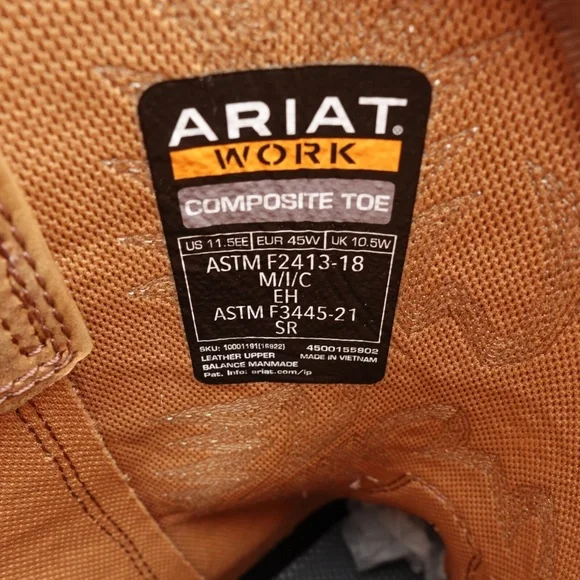 ARIAT®
WORK
COMPOSITE TOE
US 11.5EE EUR 45W UK 10.5W
ASTM F2413-18
M/I/C
EH
ASTM F3445-21
SR
SKU: 10001191(15922) 4500155902
LEATHER UPPER MADE IN VIETNAM
BALANCE MANMADE
Pat. Info: ariat.com/ip